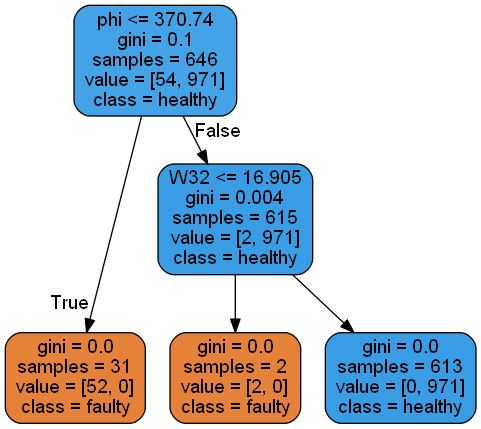 phi <= 370.74
gini = 0.1
samples = 646
value = [54, 971]
class = healthy
False
W32 <= 16.905
gini = 0.004
samples = 615
value = [2, 971]
class = healthy
True
gini = 0.0
samples = 31
value = [52, 0]
class = faulty
gini = 0.0
samples = 2
value = [2, 0]
class = faulty
gini = 0.0
samples = 613
value = [0, 971]
class = healthy